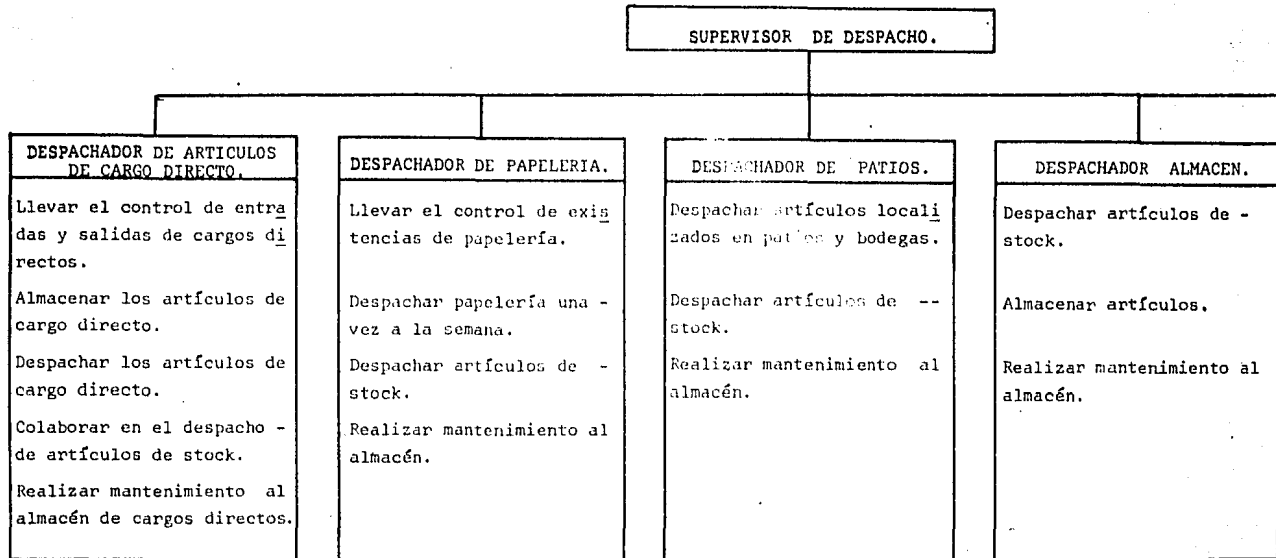 SUPERVISOR DE DESPACHO.
DESPACHADOR DE ARTICULOS
DE CARGO DIRECTO.
Llevar el control de entra
das y salidas de cargos di
rectos.
Almacenar los artículos de
cargo directo.
Despachar los artículos de
cargo directo.
Colaborar en el despacho -
de artículos de stock.
Realizar mantenimiento al
almacén de cargos directos.
DESPACHADOR DE PAPELERIA.
Llevar el control de exis
tencias de papelería.
Despachar papelería una -
vez a la semana.
Despachar artículos de -
stock.
Realizar mantenimiento al
almacén.
DESPACHADOR DE PATIOS.
Despachar artículos locali
zados en patios y bodegas.
Despachar artículos de --
stock.
Realizar mantenimiento al
almacén.
DESPACHADOR ALMACEN.
Despachar artículos de -
stock.
Almacenar artículos.
Realizar mantenimiento al
almacén.